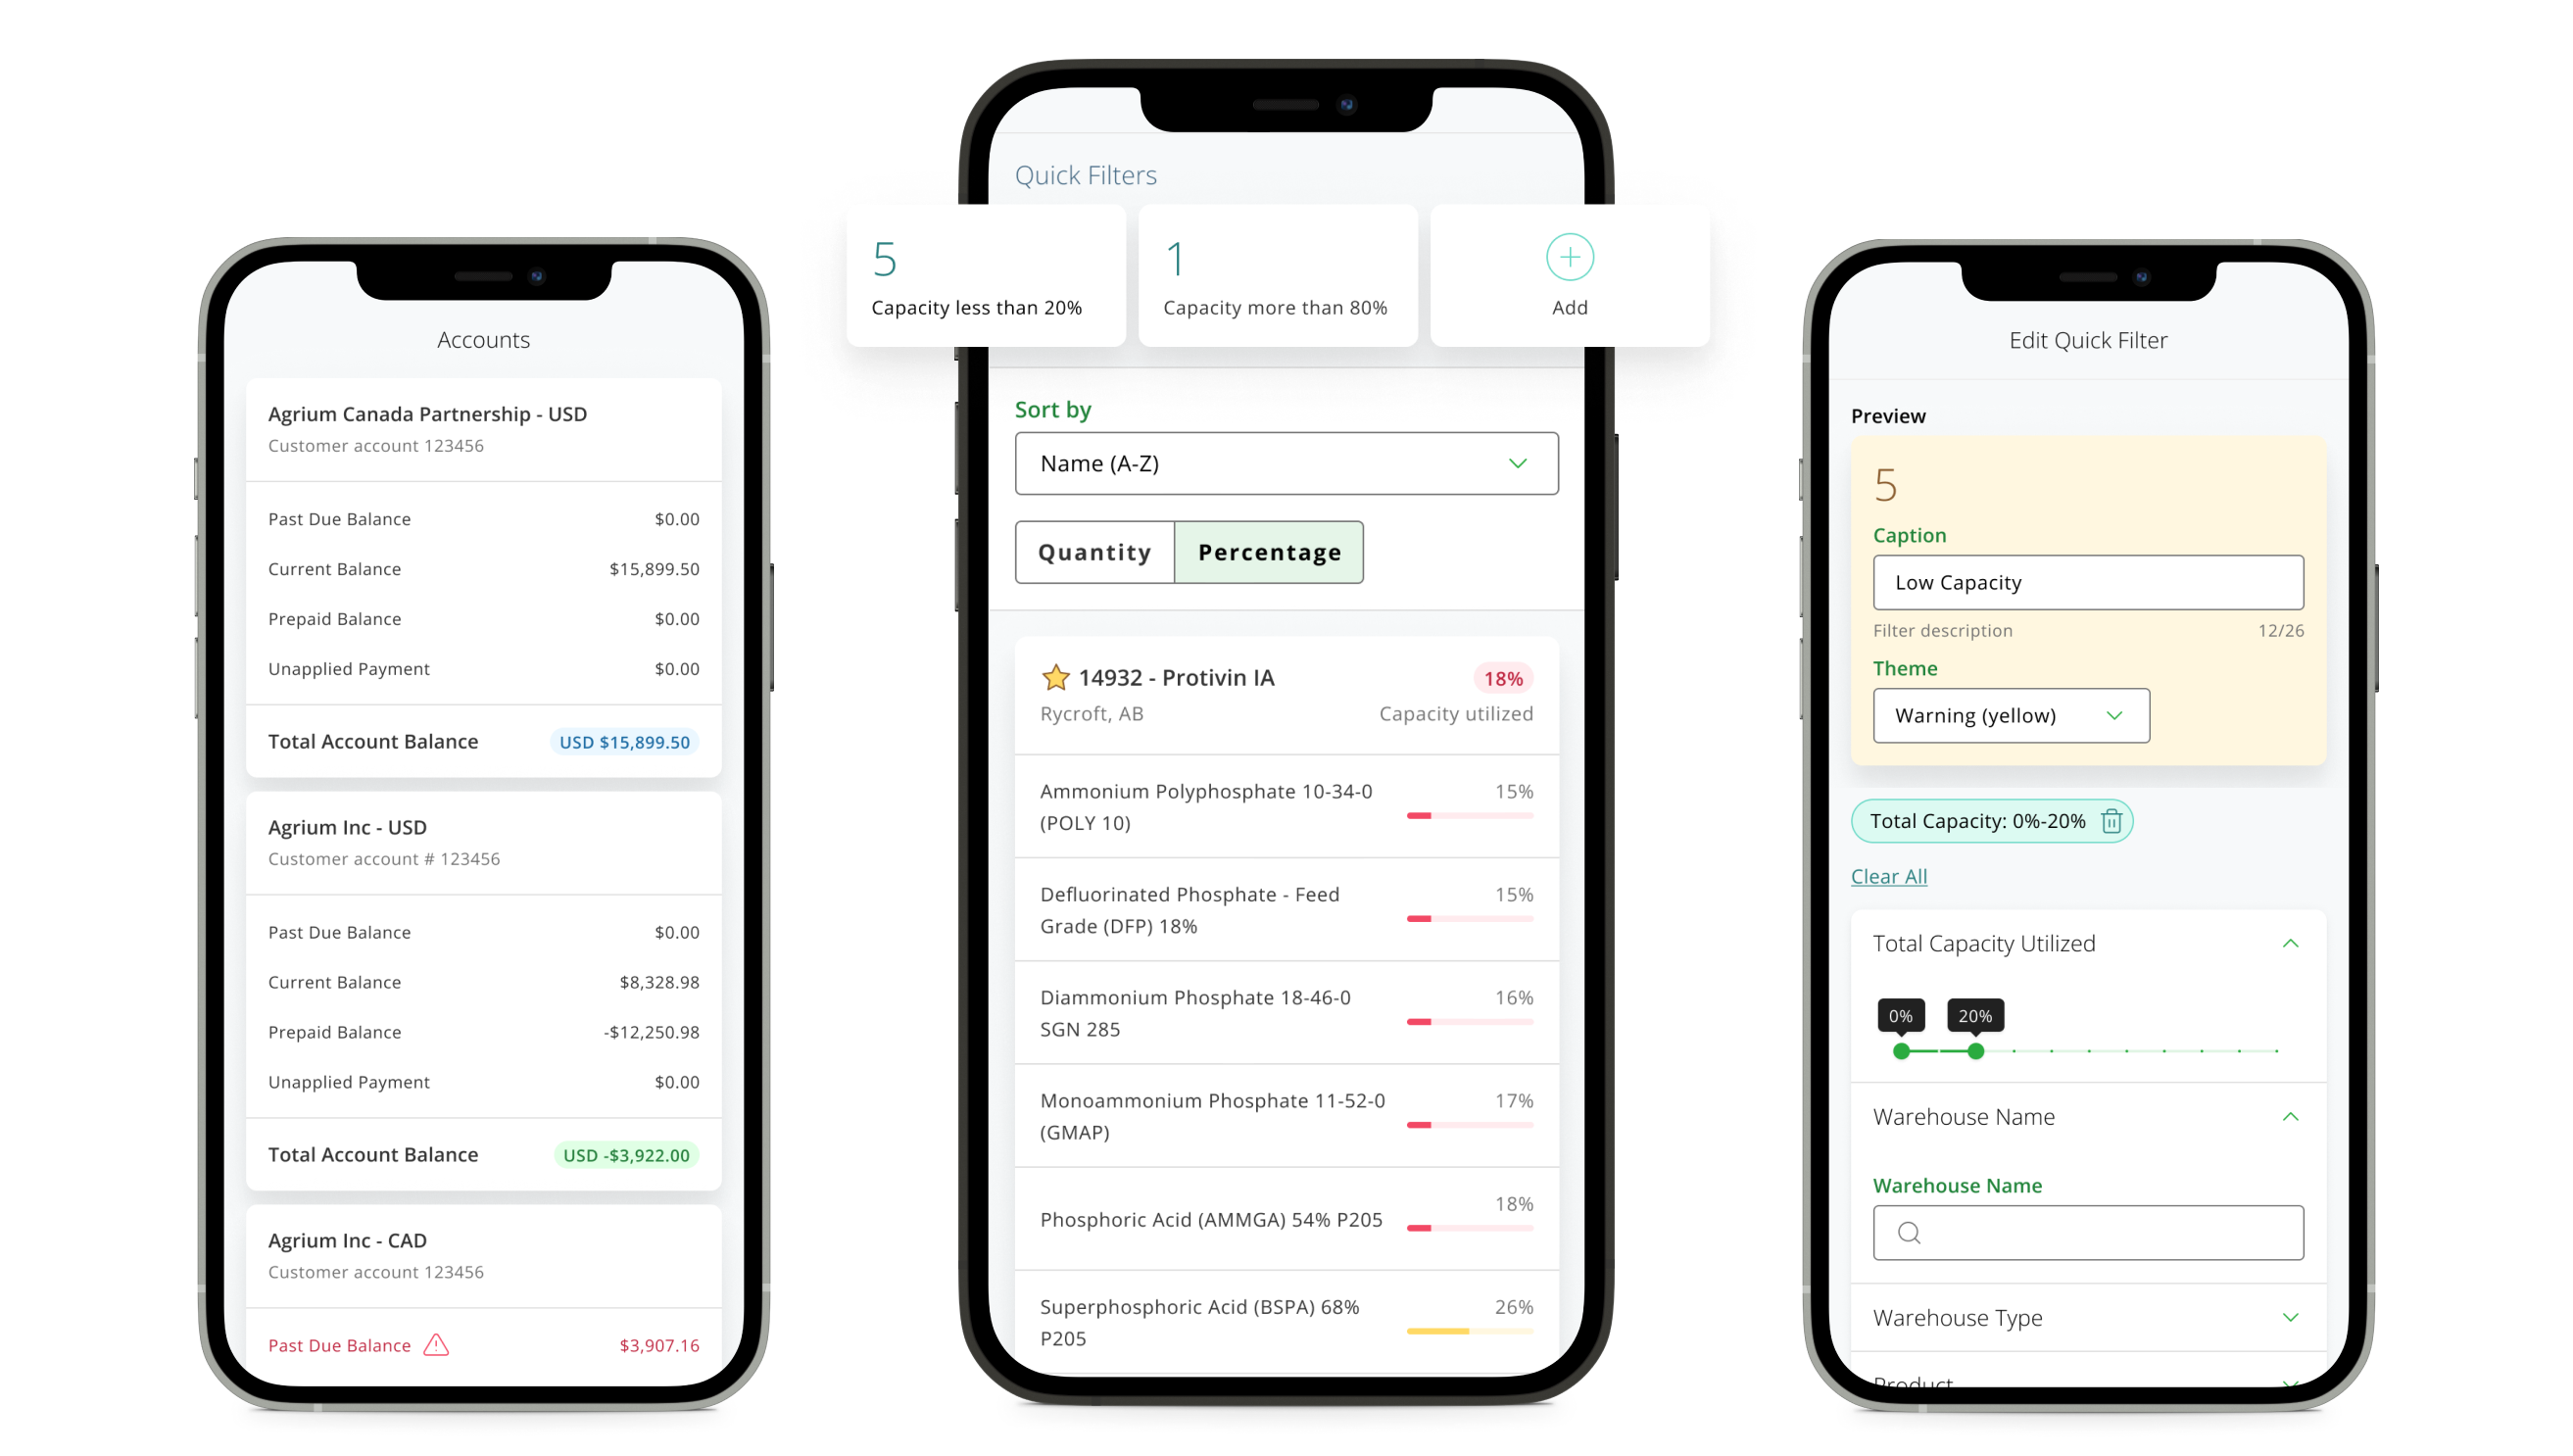 Accounts
Agrium Canada Partnership - USD
Customer account 123456
Past Due Balance $0.00
Current Balance $15,899.50
Prepaid Balance $0.00
Unapplied Payment $0.00
Total Account Balance USD $15,899.50
Agrium Inc - USD
Customer account # 123456
Past Due Balance $0.00
Current Balance $8,328.98
Prepaid Balance -$12,250.98
Unapplied Payment $0.00
Total Account Balance USD -$3,922.00
Agrium Inc - CAD
Customer account 123456
Past Due Balance $3,907.16
Quick Filters
5
Capacity less than 20%
1
Capacity more than 80%
Add
Sort by
Name (A-Z)
Quantity Percentage
14932 - Protivin IA 18%
Rycroft, AB Capacity utilized
Ammonium Polyphosphate 10-34-0 15%
(POLY 10)
Defluorinated Phosphate - Feed 15%
Grade (DFP) 18%
Diammonium Phosphate 18-46-0 16%
SGN 285
Monoammonium Phosphate 11-52-0 17%
(GMAP)
Phosphoric Acid (AMMGA) 54% P205 18%
Superphosphoric Acid (BSPA) 68% 26%
P205
Edit Quick Filter
Preview
5
Caption
Low Capacity
Filter description 12/26
Theme
Warning (yellow)
Total Capacity: 0%-20%
Clear All
Total Capacity Utilized
0% 20%
Warehouse Name
Warehouse Name
Warehouse Type
Product